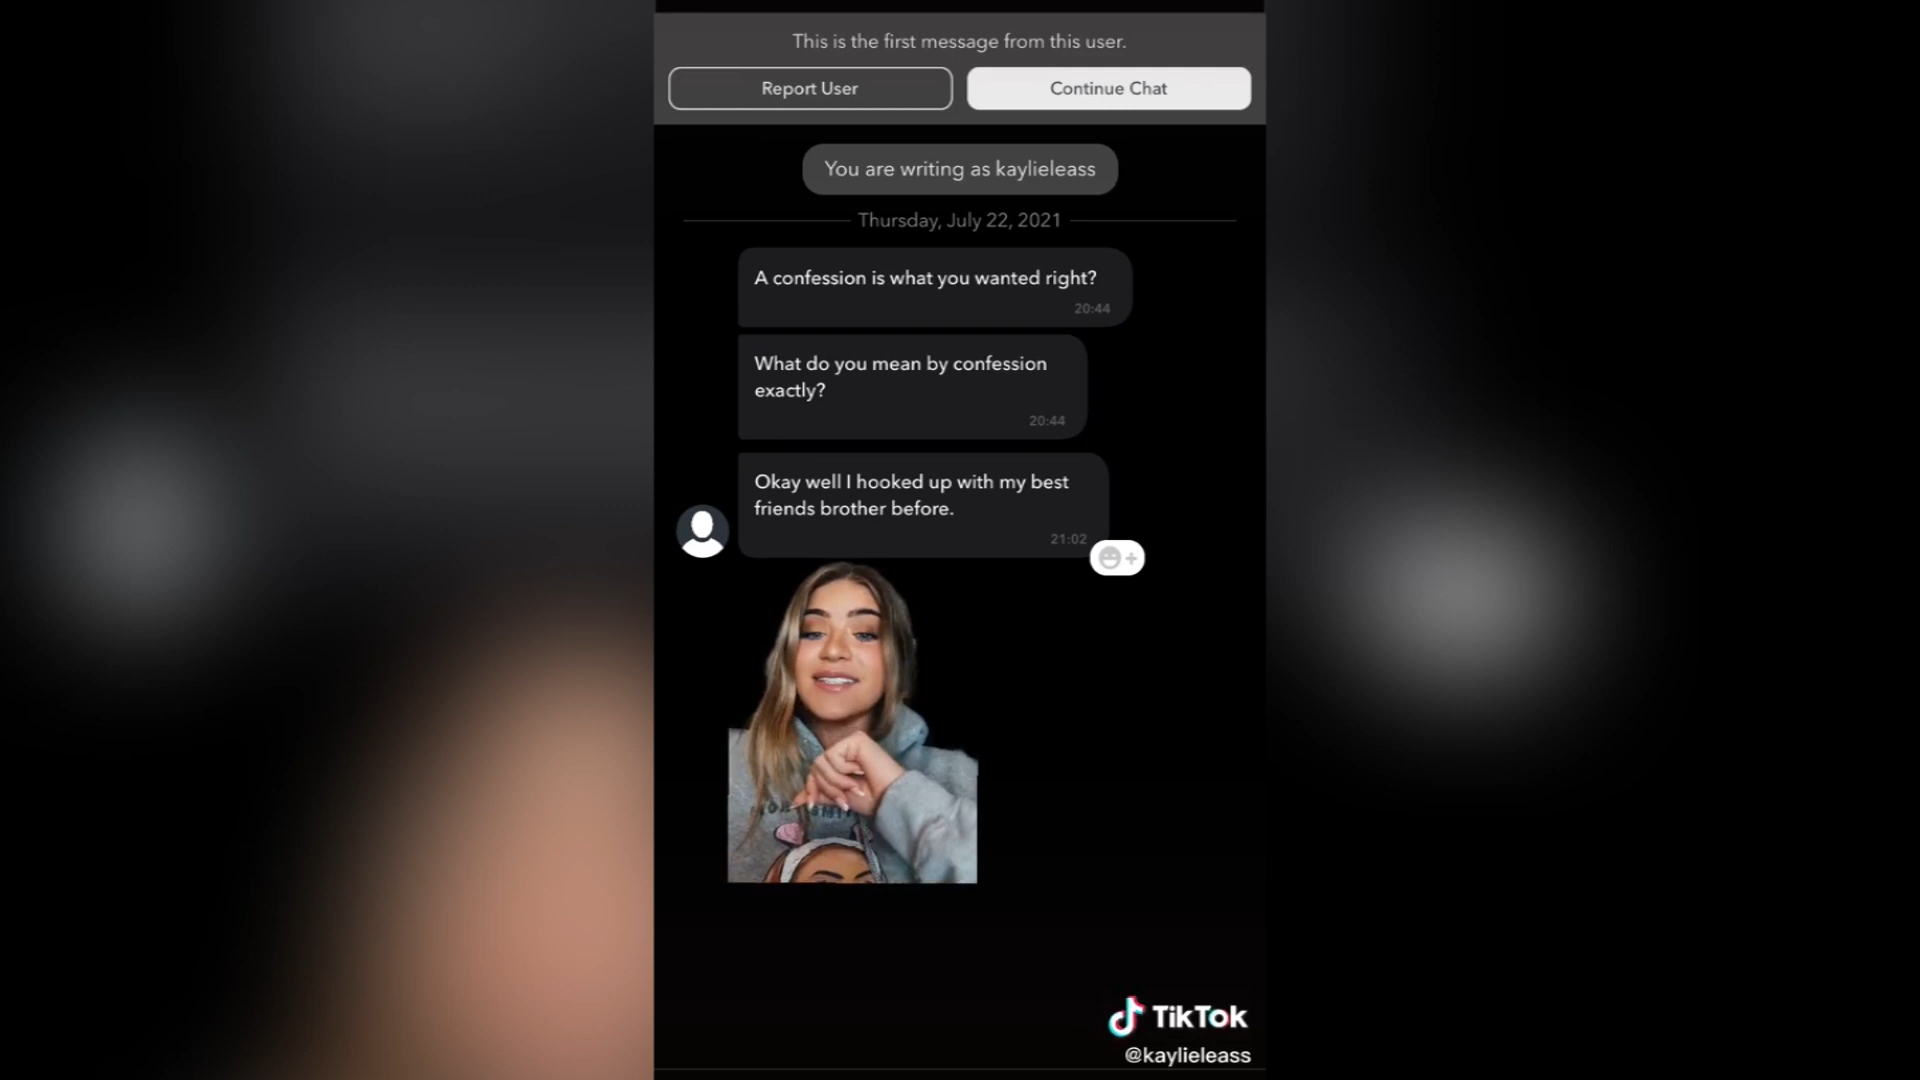 This is the first message from this user.
Report User
Continue Chat
You are writing as kaylieleass
Thursday, July 22, 2021
A confession is what you wanted right?
20:44
What do you mean by confession
exactly?
20:44
Okay well I hooked up with my best
friends brother before.
21:02
TikTok
@kaylieleass